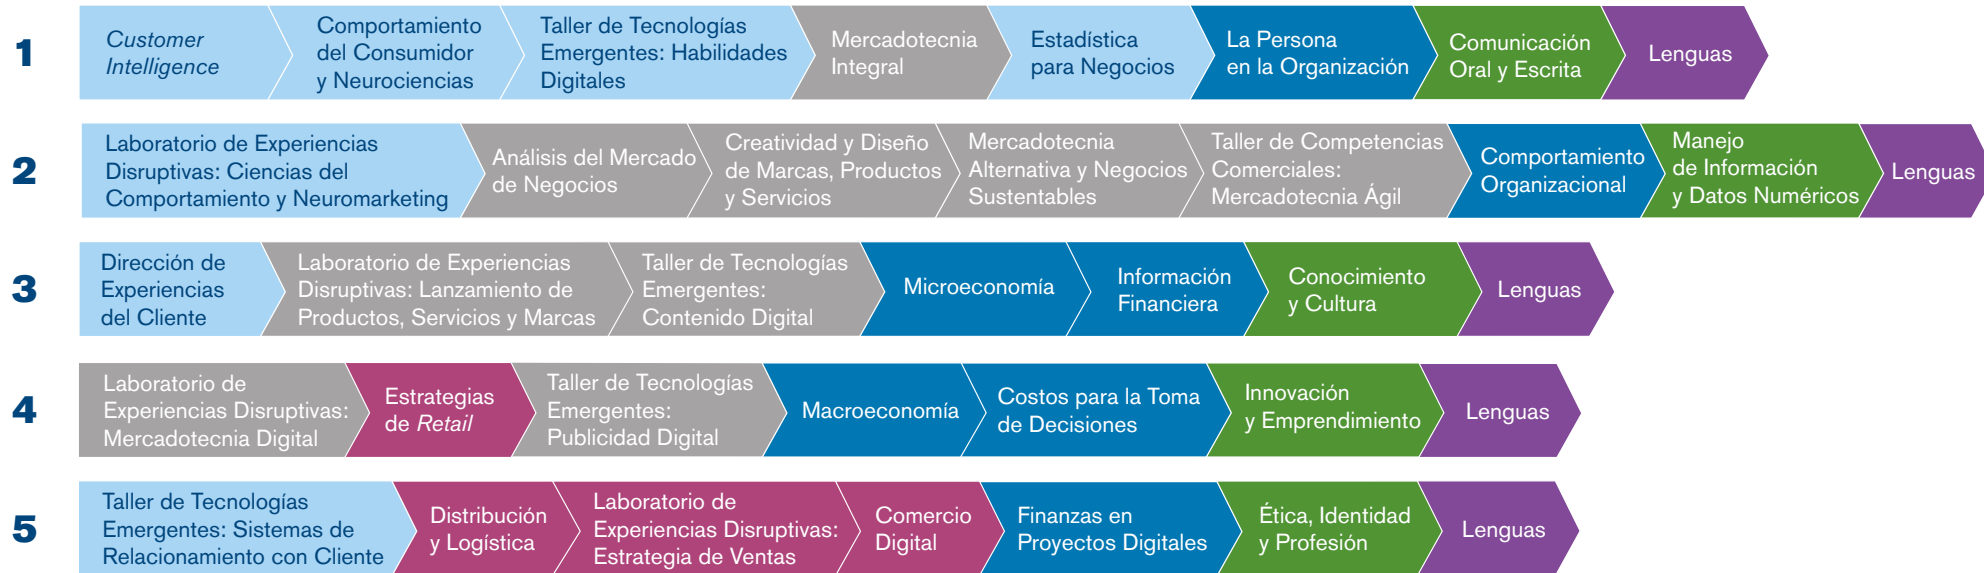 1
Customer
Intelligence
Comportamiento
del Consumidor
y Neurociencias
Taller de Tecnologías
Emergentes: Habilidades
Digitales
Mercadotecnia
Integral
Estadística
para Negocios
La Persona
en la Organización
Comunicación
Oral y Escrita
Lenguas
2
Laboratorio de Experiencias
Disruptivas: Ciencias del
Comportamiento y Neuromarketing
Análisis del Mercado
de Negocios
Creatividad y Diseño
de Marcas, Productos
y Servicios
Mercadotecnia
Alternativa y Negocios
Sustentables
Taller de Competencias
Comerciales:
Mercadotecnia Ágil
Comportamiento
Organizacional
Manejo
de Información
y Datos Numéricos
Lenguas
3
Dirección de
Experiencias
del Cliente
Laboratorio de Experiencias
Disruptivas: Lanzamiento de
Productos, Servicios y Marcas
Taller de Tecnologías
Emergentes:
Contenido Digital
Microeconomía
Información
Financiera
Conocimiento
y Cultura
Lenguas
4
Laboratorio de
Experiencias Disruptivas:
Mercadotecnia Digital
Estrategias
de Retail
Taller de Tecnologías
Emergentes:
Publicidad Digital
Macroeconomía
Costos para la Toma
de Decisiones
Innovación
y Emprendimiento
Lenguas
5
Taller de Tecnologías
Emergentes: Sistemas de
Relacionamiento con Cliente
Distribución
y Logística
Laboratorio de
Experiencias Disruptivas:
Estrategia de Ventas
Comercio
Digital
Finanzas en
Proyectos Digitales
Ética, Identidad
y Profesión
Lenguas